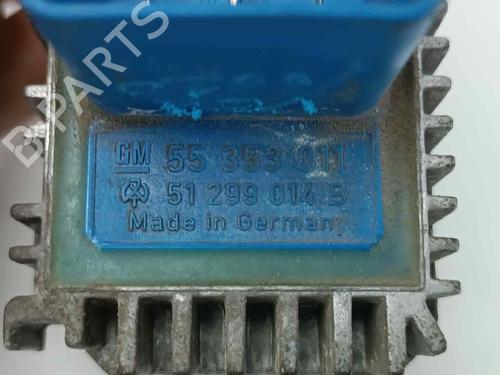 GM 55 353 011
51 299 014 B
Made in Germany
B-PARTS